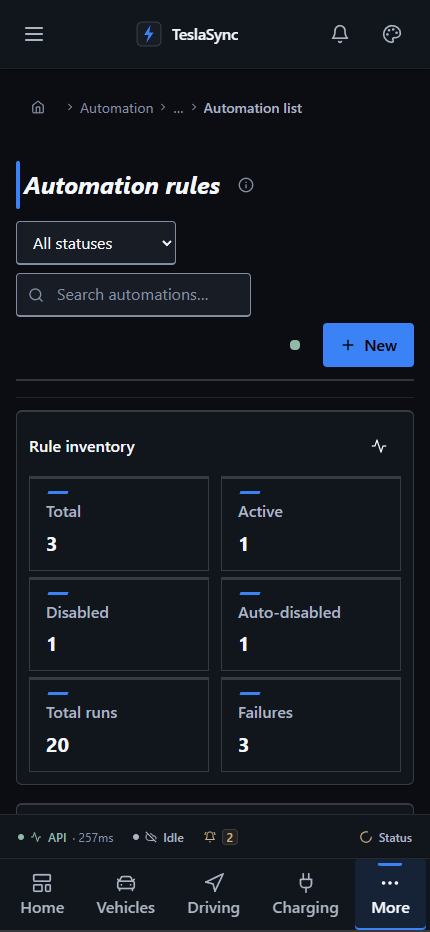 TeslaSync
Automation ... Automation list
Automation rules
All statuses
Search automations...
New
Rule inventory
Total Active
3 1
Disabled Auto-disabled
1 1
Total runs Failures
20 3
API · 257ms Idle 2 Status
Home Vehicles Driving Charging More